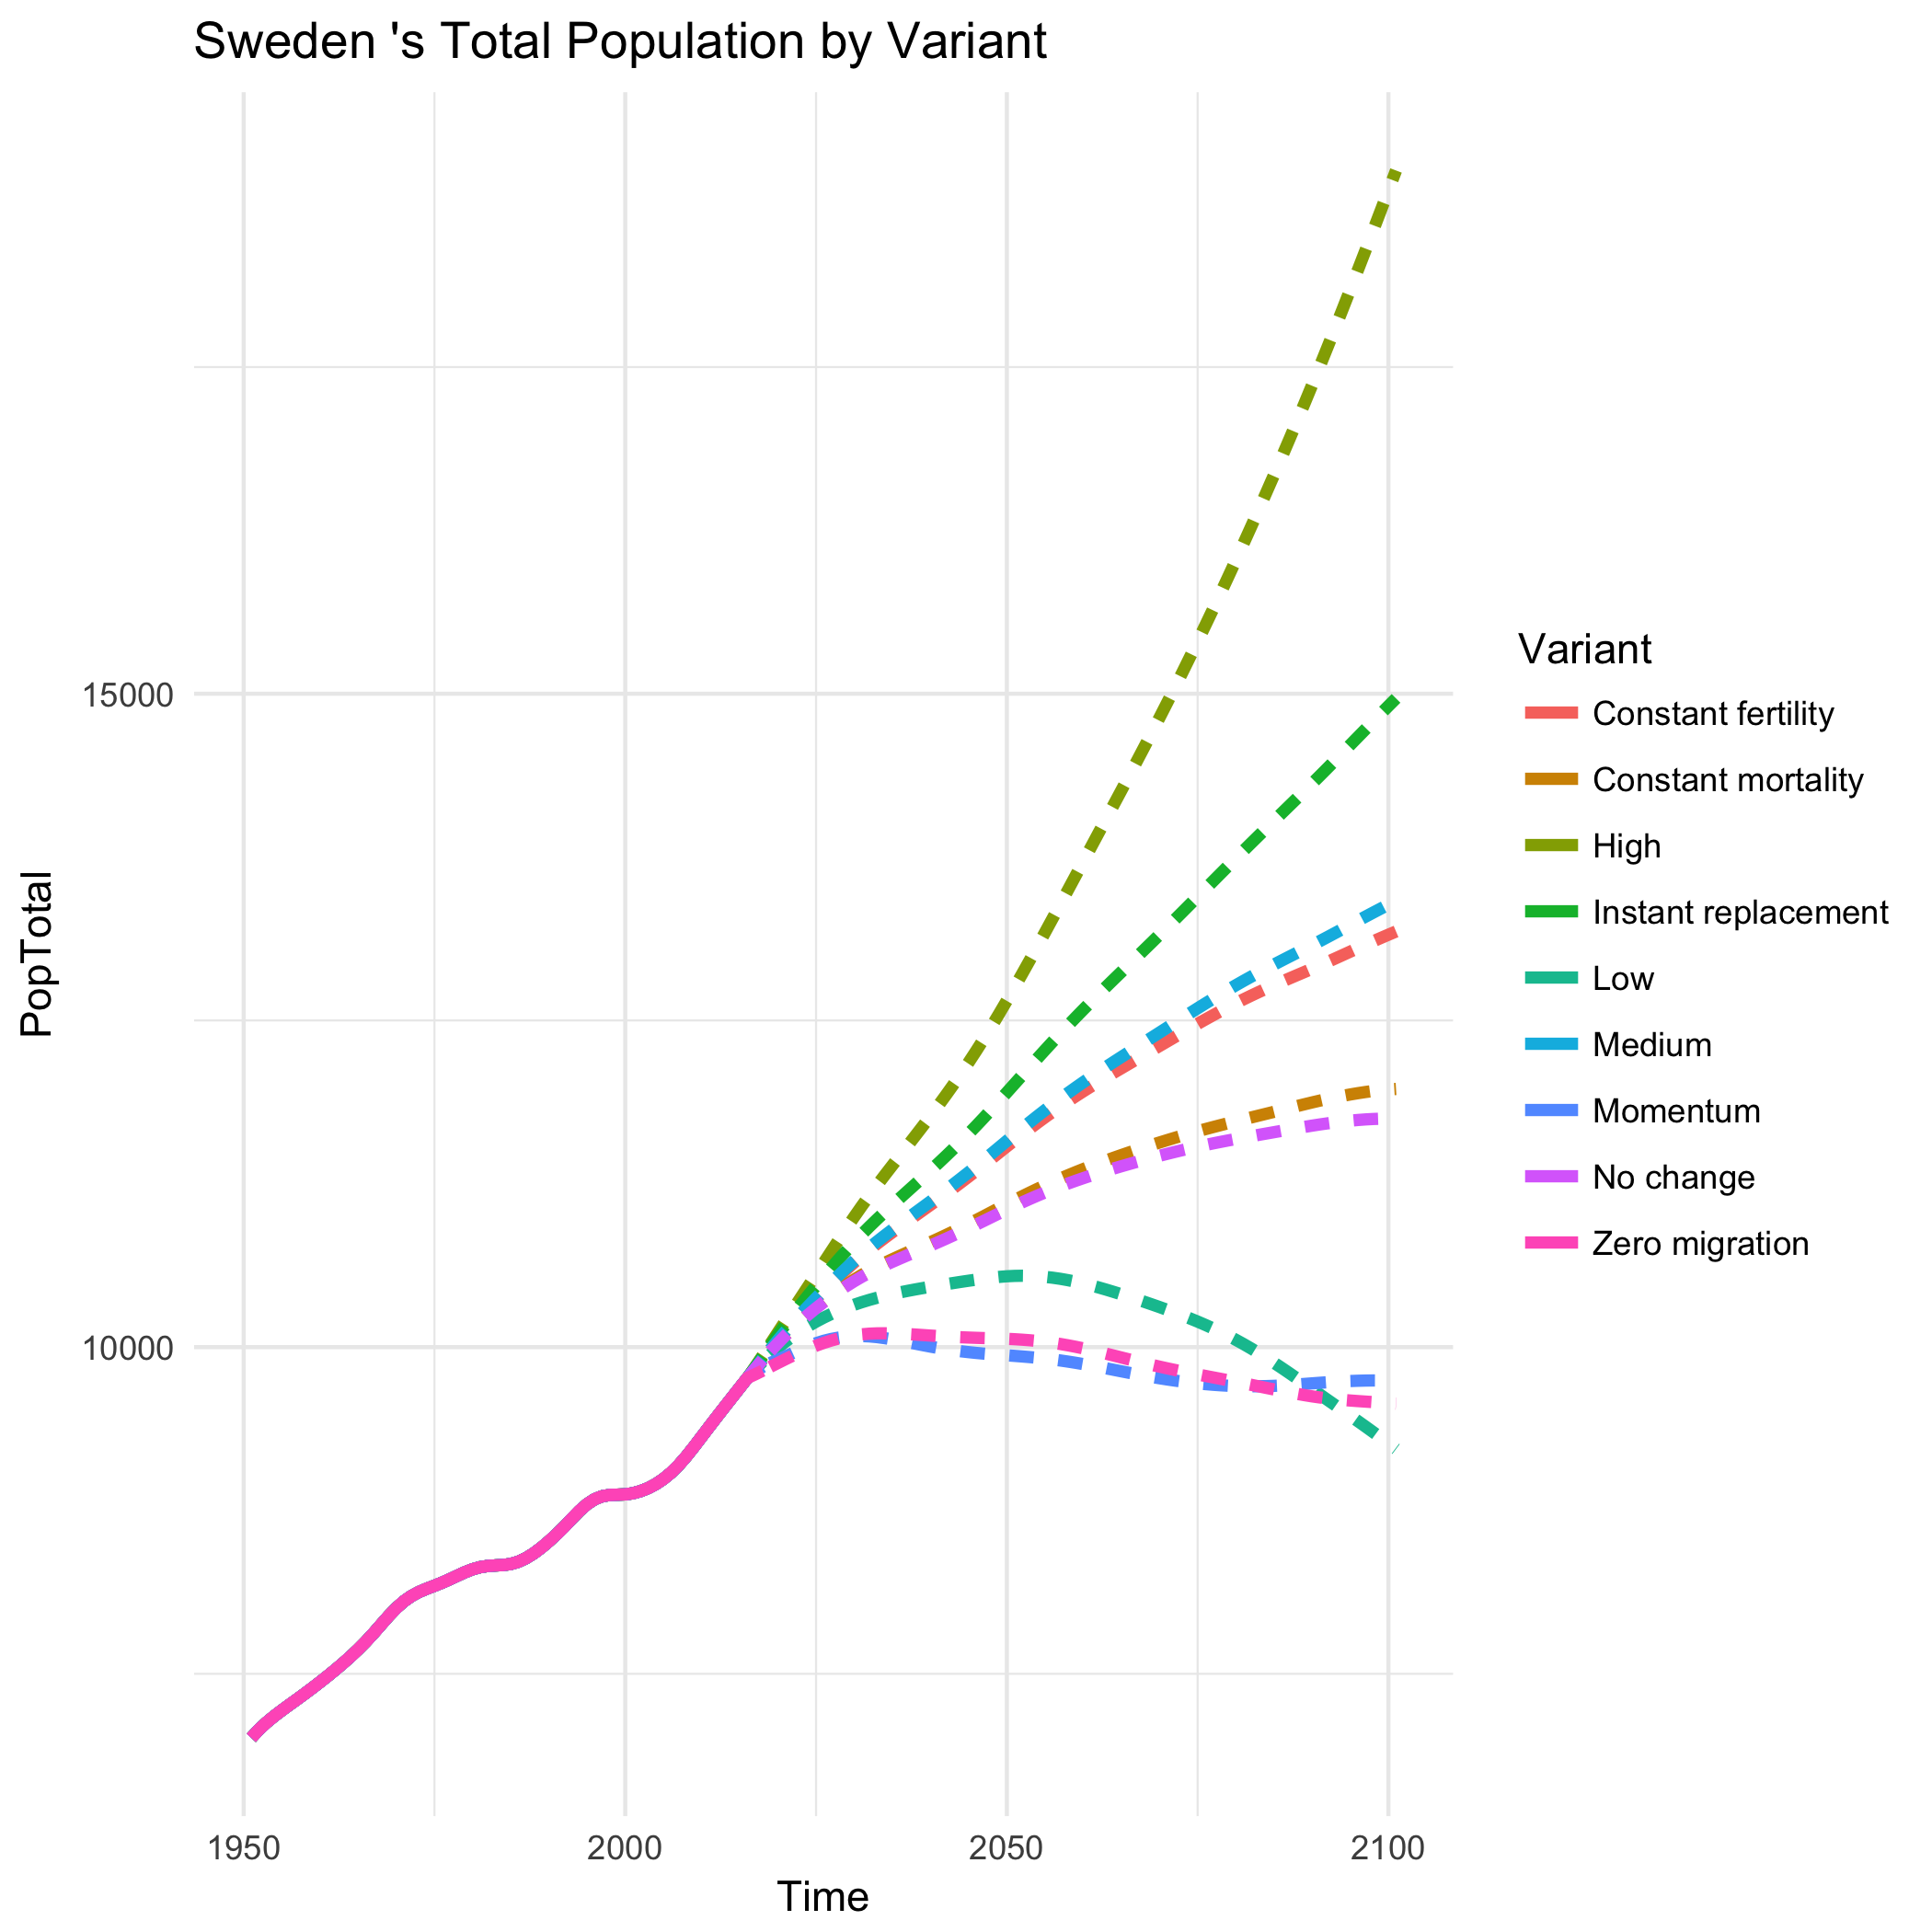 Sweden 's Total Population by Variant
15000
10000
PopTotal
1950 2000 2050 2100
Time
Variant
Constant fertility
Constant mortality
High
Instant replacement
Low
Medium
Momentum
No change
Zero migration